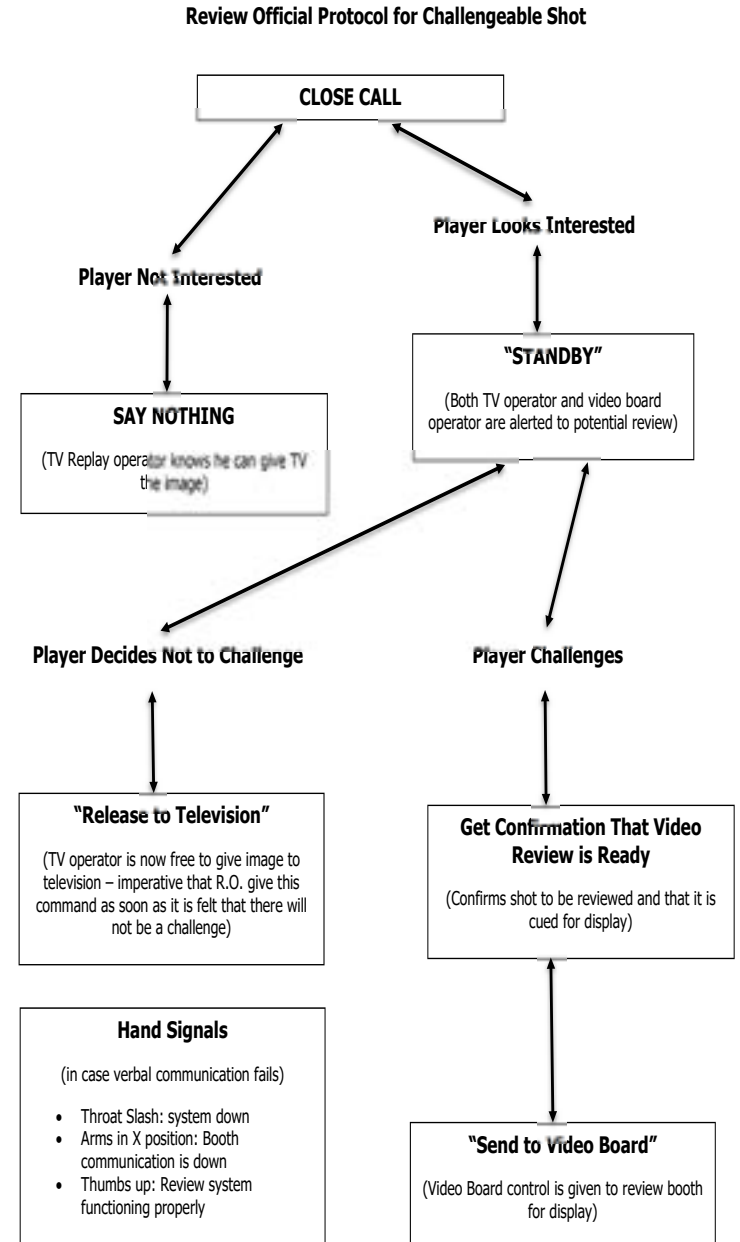 Review Official Protocol for Challengeable Shot
CLOSE CALL
Player Looks Interested
Player Not Interested
“STANDBY”
(Both TV operator and video board
operator are alerted to potential review)
SAY NOTHING
(TV Replay operator knows he can give TV
the image)
Player Decides Not to Challenge
Player Challenges
“Release to Television”
(TV operator is now free to give image to
television – imperative that R.O. give this
command as soon as it is felt that there will
not be a challenge)
Get Confirmation That Video
Review is Ready
(Confirms shot to be reviewed and that it is
cued for display)
Hand Signals
(in case verbal communication fails)
• Throat Slash: system down
• Arms in X position: Booth
communication is down
• Thumbs up: Review system
functioning properly
“Send to Video Board”
(Video Board control is given to review booth
for display)